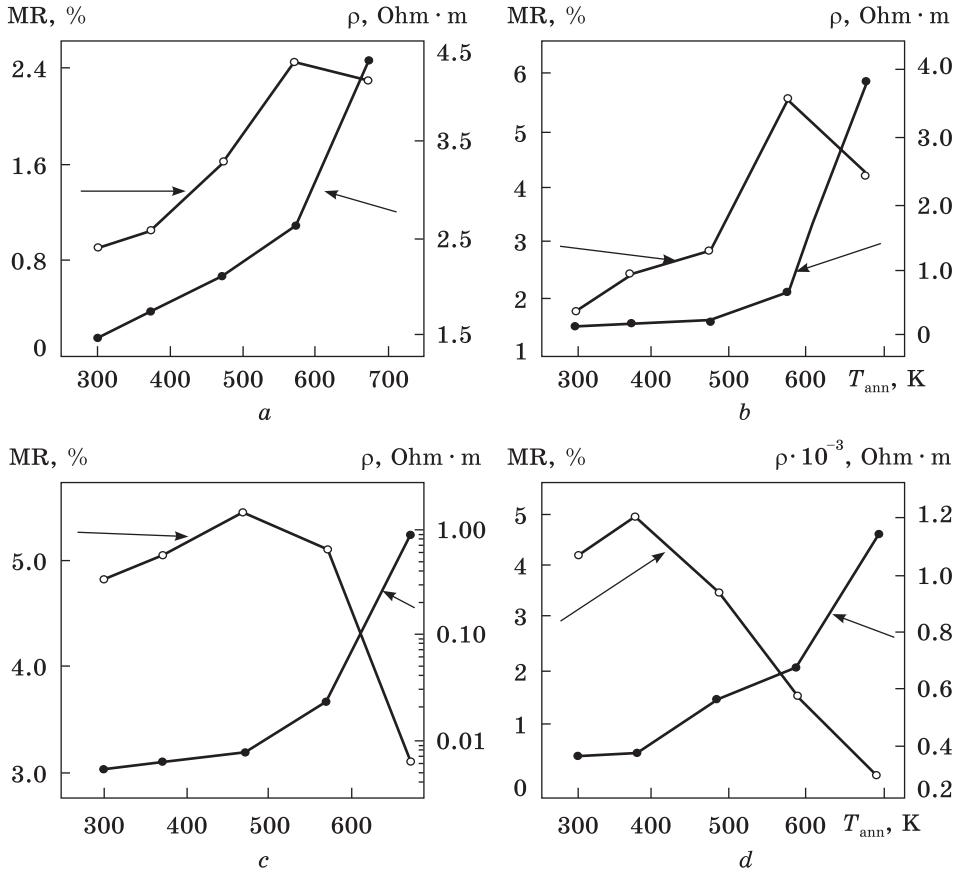 MR, %
ρ, Ohm · m
2.4
1.6
0.8
0
4.5
3.5
2.5
1.5
300 400 500 600 700
a
MR, %
ρ, Ohm · m
6
5
4
3
2
1
4.0
3.0
2.0
1.0
0
300 400 500 600 T_ann, K
b
MR, %
ρ, Ohm · m
5.0
4.0
3.0
1.00
0.10
0.01
300 400 500 600
c
MR, %
ρ·10⁻³, Ohm · m
5
4
3
2
1
0
1.2
1.0
0.8
0.6
0.4
0.2
300 400 500 600 T_ann, K
d